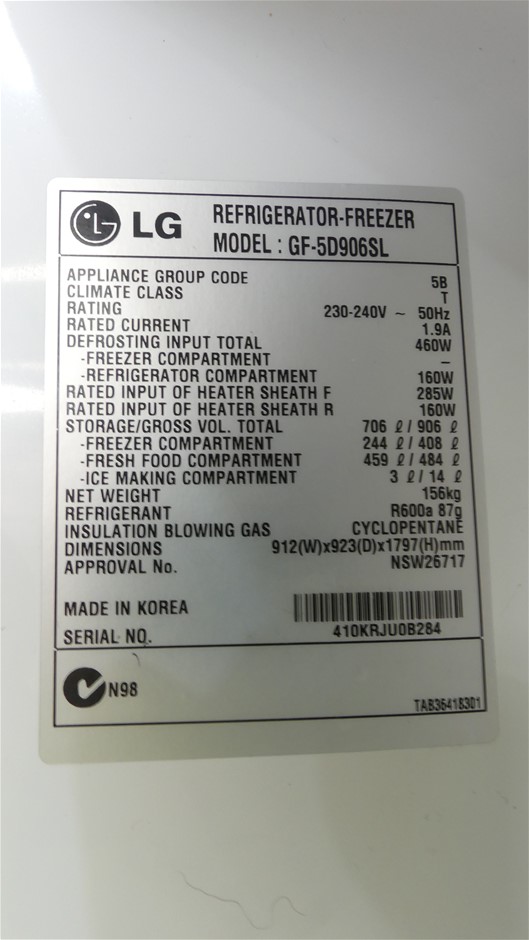 LG REFRIGERATOR-FREEZER
MODEL : GF-5D906SL
APPLIANCE GROUP CODE 5B
CLIMATE CLASS T
RATING 230-240V ~ 50Hz
RATED CURRENT 1.9A
DEFROSTING INPUT TOTAL 460W
-FREEZER COMPARTMENT –
-REFRIGERATOR COMPARTMENT 160W
RATED INPUT OF HEATER SHEATH F 285W
RATED INPUT OF HEATER SHEATH R 160W
STORAGE/GROSS VOL. TOTAL 706 ℓ / 906 ℓ
-FREEZER COMPARTMENT 244 ℓ / 408 ℓ
-FRESH FOOD COMPARTMENT 459 ℓ / 484 ℓ
-ICE MAKING COMPARTMENT 3 ℓ / 14 ℓ
NET WEIGHT 156kg
REFRIGERANT R600a 87g
INSULATION BLOWING GAS CYCLOPENTANE
DIMENSIONS 912(W)x923(D)x1797(H)mm
APPROVAL No. NSW26717
MADE IN KOREA
SERIAL NO. 410KRJU0B284
N98
TAB36418301